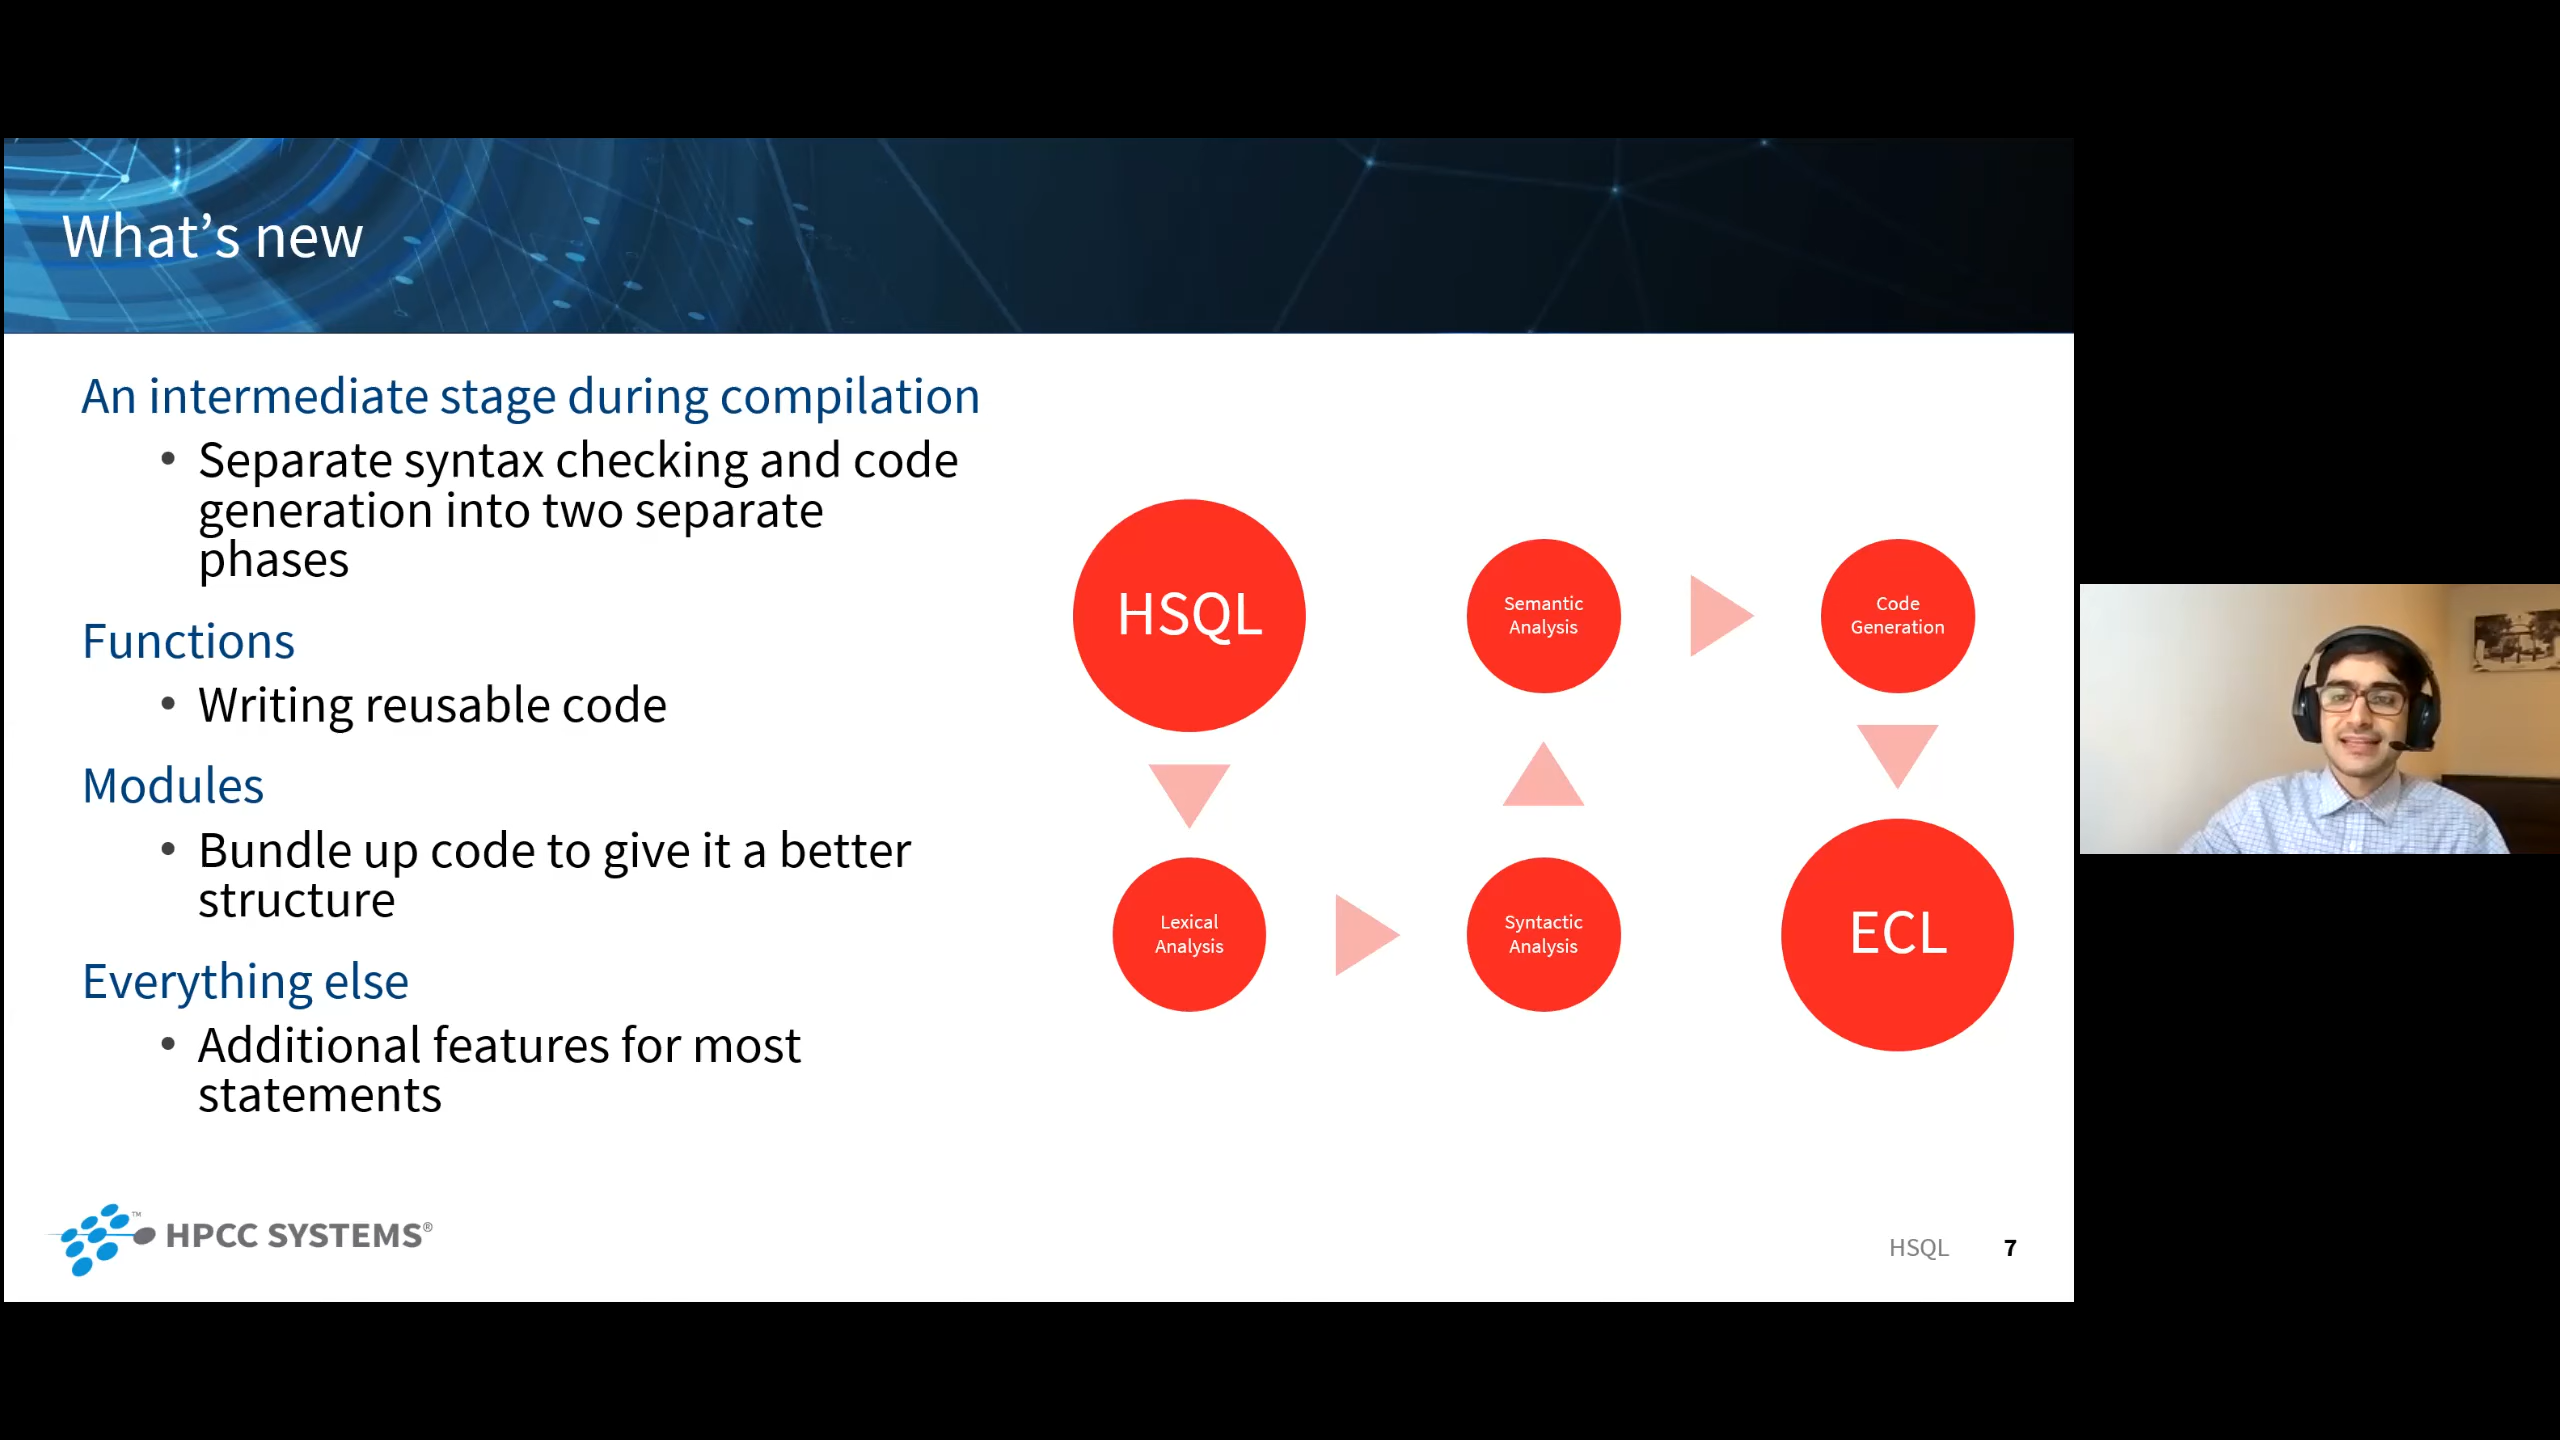 What’s new
An intermediate stage during compilation
• Separate syntax checking and code
generation into two separate
phases
Functions
• Writing reusable code
Modules
• Bundle up code to give it a better
structure
Everything else
• Additional features for most
statements
HSQL
Lexical
Analysis
Syntactic
Analysis
Semantic
Analysis
Code
Generation
ECL
HPCC SYSTEMS®
™
HSQL 7